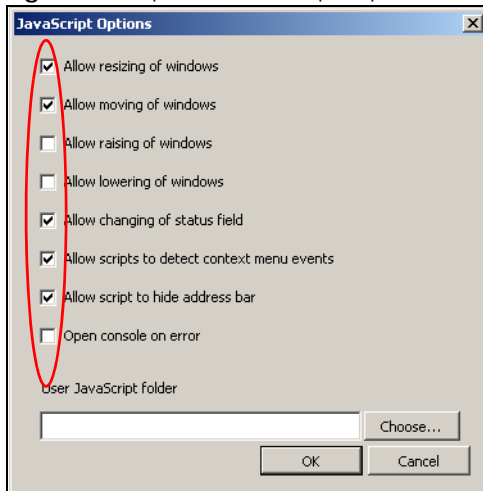 JavaScript Options
Allow resizing of windows
Allow moving of windows
Allow raising of windows
Allow lowering of windows
Allow changing of status field
Allow scripts to detect context menu events
Allow script to hide address bar
Open console on error
User JavaScript folder
Choose...
OK Cancel